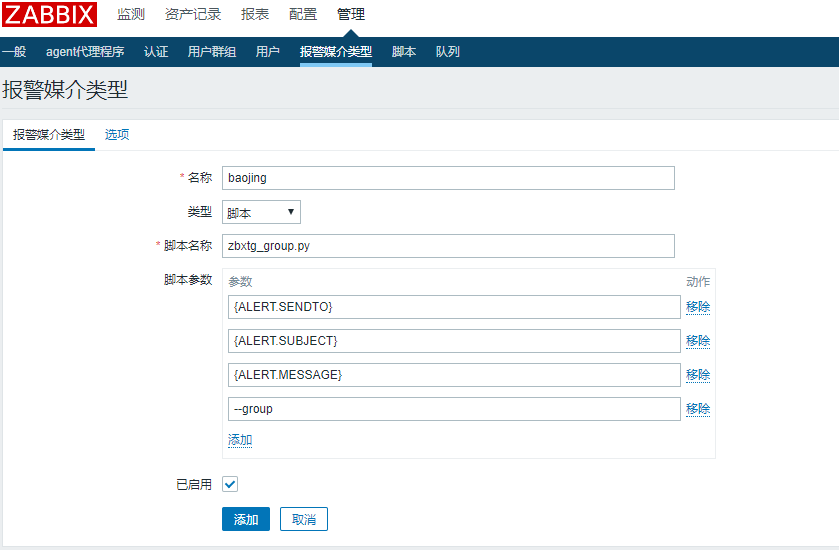 ZABBIX 监测 资产记录 报表 配置 管理
一般 agent代理程序 认证 用户群组 用户 报警媒介类型 脚本 队列
报警媒介类型
报警媒介类型 选项
* 名称 baojing
类型 脚本
* 脚本名称 zbxtg_group.py
脚本参数 参数 动作
{ALERT.SENDTO} 移除
{ALERT.SUBJECT} 移除
{ALERT.MESSAGE} 移除
--group 移除
添加
已启用
添加 取消